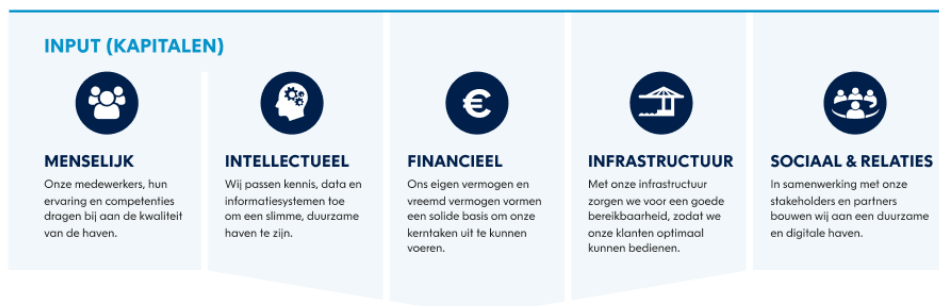 INPUT (KAPITALEN)
€
MENSELIJK
Onze medewerkers, hun
ervaring en competenties
dragen bij aan de kwaliteit
van de haven.
INTELLECTUEEL
Wij passen kennis, data en
informatiesystemen toe
om een slimme, duurzame
haven te zijn.
FINANCIEEL
Ons eigen vermogen en
vreemd vermogen vormen
een solide basis om onze
kerntaken uit te kunnen
voeren.
INFRASTRUCTUUR
Met onze infrastructuur
zorgen we voor een goede
bereikbaarheid, zodat we
onze klanten optimaal
kunnen bedienen.
SOCIAAL & RELATIES
In samenwerking met onze
stakeholders en partners
bouwen wij aan een duurzame
en digitale haven.